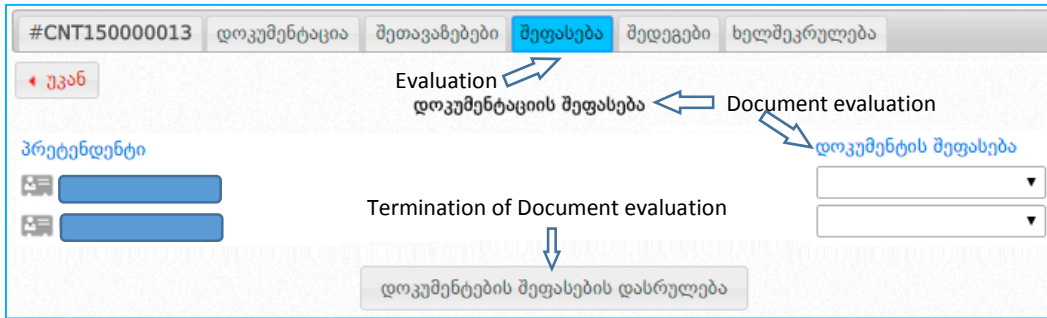 #CNT150000013 დოკუმენტაცია შეთავაზებები შეფასება შედეგები ხელშეკრულება
უკან
Evaluation
დოკუმენტაციის შეფასება Document evaluation
პრეტენდენტი დოკუმენტის შეფასება
Termination of Document evaluation
დოკუმენტების შეფასების დასრულება